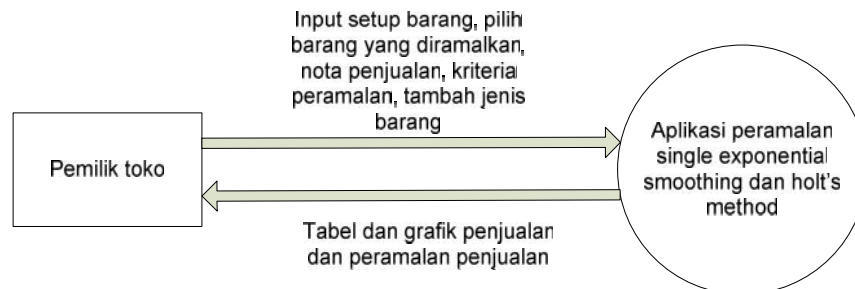 Input setup barang, pilih
barang yang diramalkan,
nota penjualan, kriteria
peramalan, tambah jenis
barang
Pemilik toko
Aplikasi peramalan
single exponential
smoothing dan holt's
method
Tabel dan grafik penjualan
dan peramalan penjualan